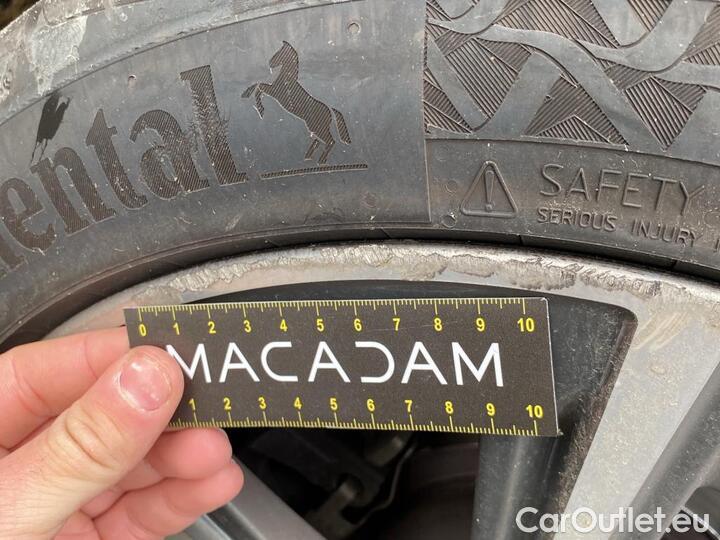 nental
SAFETY
SERIOUS INJURY
0 1 2 3 4 5 6 7 8 9 10
MACADAM
1 2 3 4 5 6 7 8 9 10
CarOutlet.eu